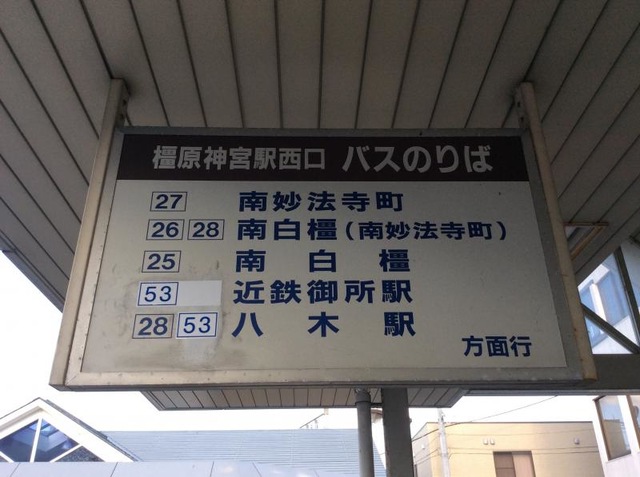 橿原神宮駅西口 バスのりば
27 南妙法寺町
26 28 南白橿(南妙法寺町)
25 南白橿
53 近鉄御所駅
28 53 八木駅
方面行